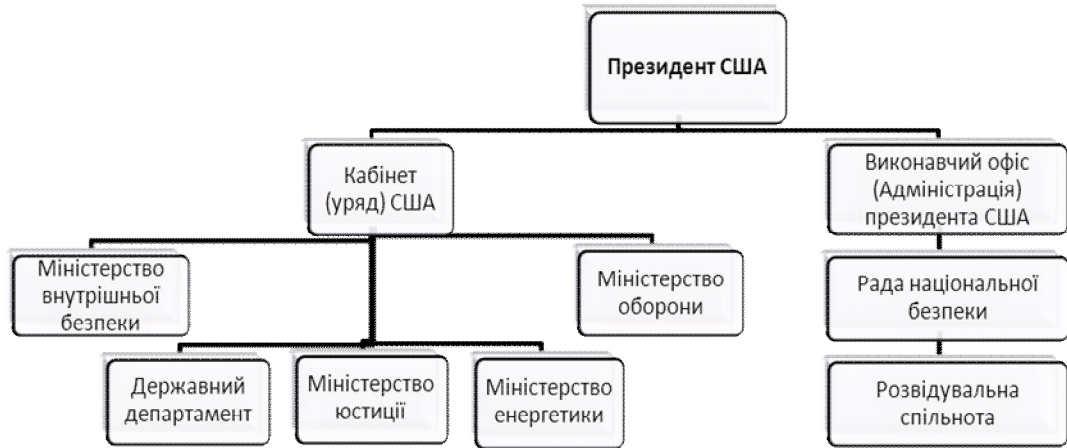 Президент США
Кабінет
(уряд) США
Виконавчий офіс
(Адміністрація)
президента США
Міністерство
внутрішньої
безпеки
Міністерство
оборони
Рада національної
безпеки
Державний
департамент
Міністерство
юстиції
Міністерство
енергетики
Розвідувальна
спільнота